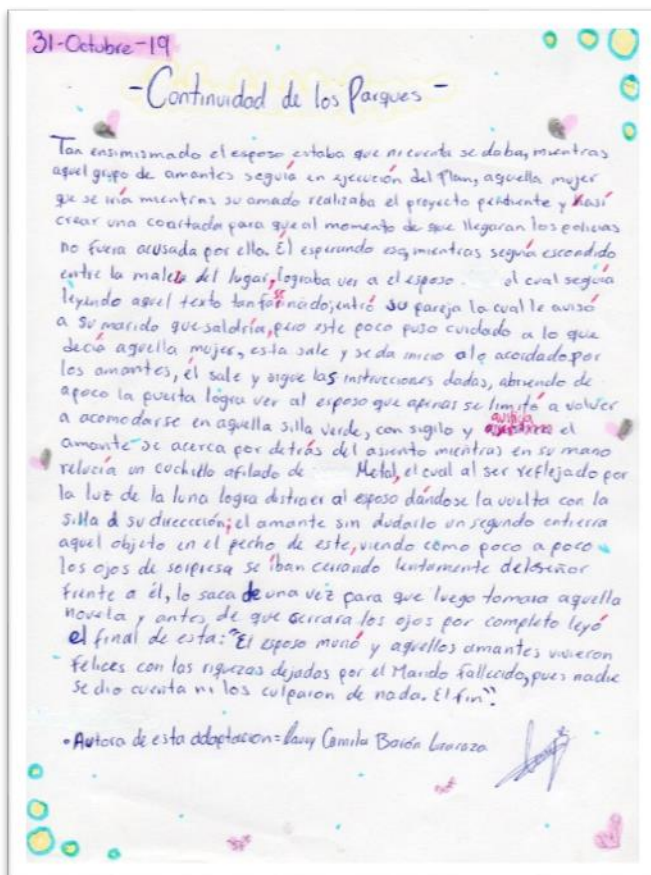 31-Octubre-19
- Continuidad de los Parques -
Tan ensimismado el esposo estaba que ni cuenta se daba, mientras
aquel grupo de amantes seguía en ejecución del Plan, aquella mujer
que se iría mientras su amado realizaba el proyecto pendiente y así
crear una coartada para que al momento de que llegaran los policias
no fuera acusada por ello. Él esperando eso, mientras seguía escondido
entre la maleza del lugar, lograba ver a el esposo . el cual seguía
leyendo aquel texto tan fascinado; entró su pareja la cual le avisó
a su marido que saldría, pero este poco puso cuidado a lo que
decía aquella mujer, esta sale y se da inicio a lo acordado por
los amantes, él sale y sigue las instrucciones dadas, abriendo de
apoco la puerta logra ver al esposo que apenas se limitó a volver
a acomodarse en aquella silla verde, con sigilo y astucia el
amante se acerca por detrás del asiento mientras en su mano
relucía un cuchillo afilado de Metal, el cual al ser reflejado por
la luz de la luna logra distraer al esposo dándose la vuelta con la
silla a su direccción; el amante sin dudarlo un segundo entierra
aquel objeto en el pecho de este, viendo como poco a poco
los ojos de sorpresa se iban cerrando lentamente del señor
frente a él, lo saca de una vez para que luego tomara aquella
novela y antes de que cerrara los ojos por completo leyó
el final de esta: "El esposo murió y aquellos amantes vivieron
felices con las riquezas dejadas por el Marido fallecido, pues nadie
se dio cuenta ni los culparon de nada. El fin".
• Autora de esta adaptacion = Camila Barón